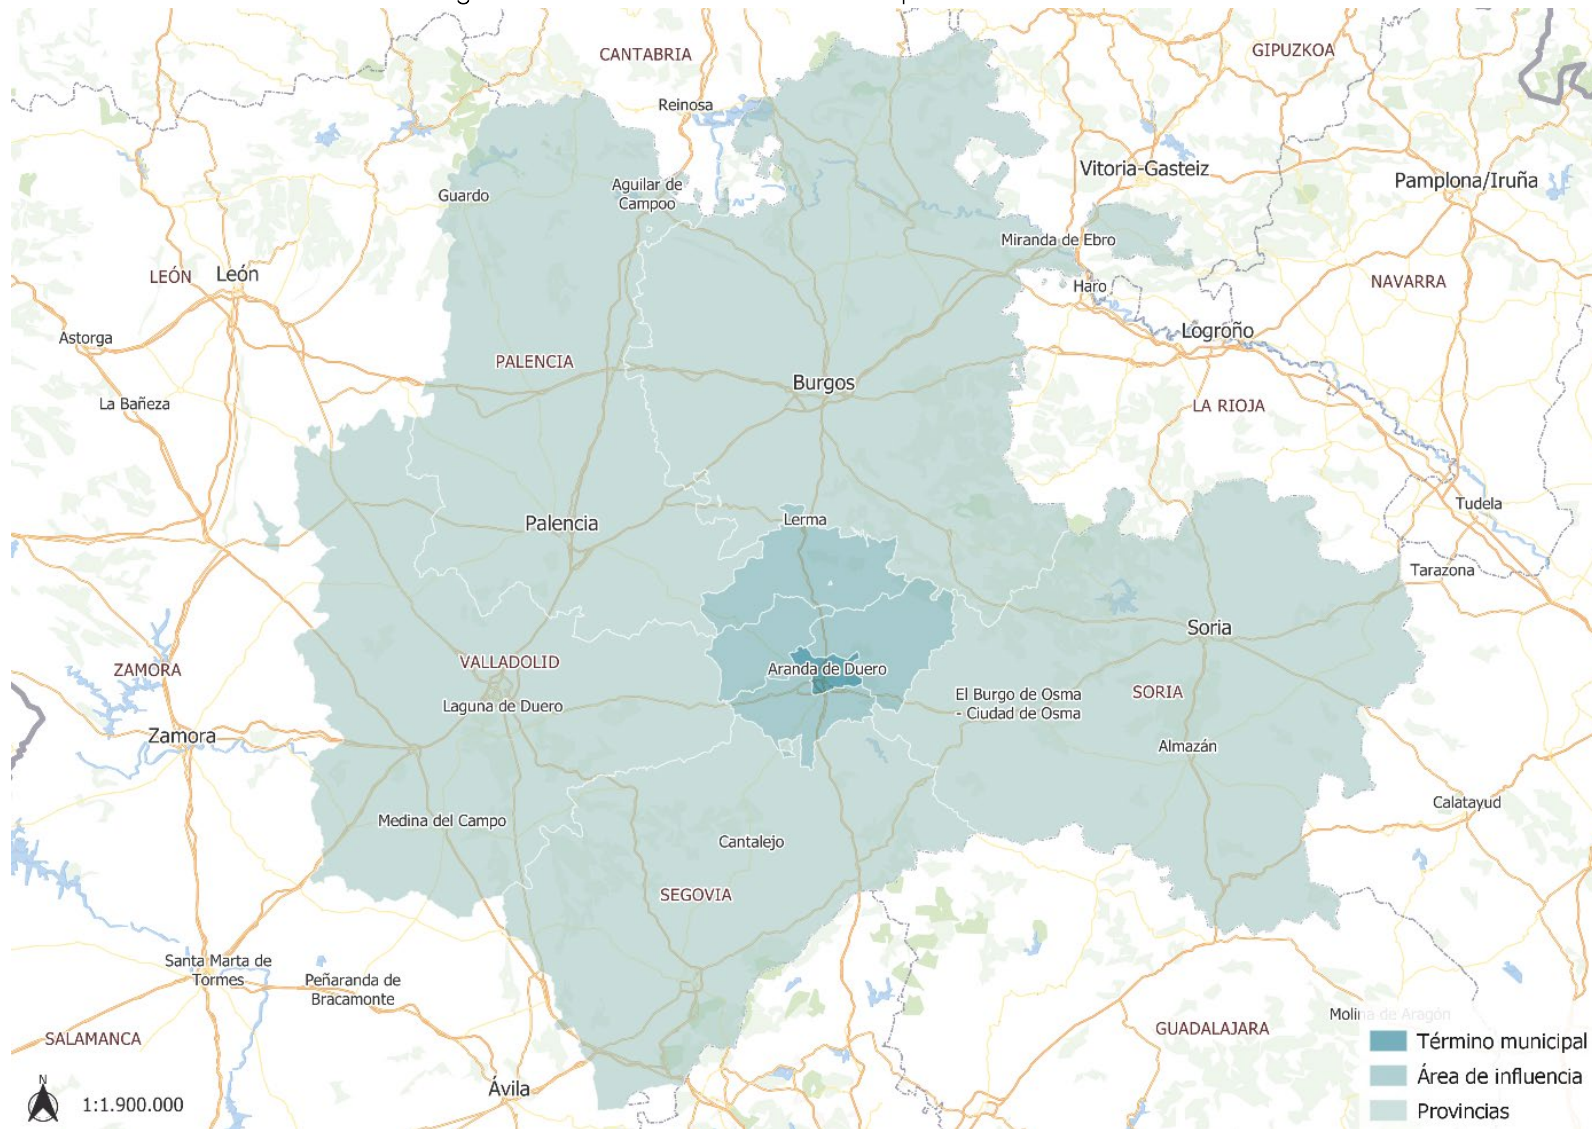 CANTABRIA
GIPUZKOA
Reinosa
Vitoria-Gasteiz
Pamplona/Iruña
Guardo
Aguilar de
Campoo
Miranda de Ebro
LEÓN
León
NAVARRA
Haro
Astorga
Logroño
PALENCIA
Burgos
La Bañeza
LA RIOJA
Tudela
Palencia
Lerma
Tarazona
Soria
ZAMORA
VALLADOLID
Aranda de Duero
El Burgo de Osma
- Ciudad de Osma
SORIA
Laguna de Duero
Zamora
Almazán
Calatayud
Medina del Campo
Cantalejo
SEGOVIA
Santa Marta de
Tormes
Peñaranda de
Bracamonte
Molina de Aragón
SALAMANCA
GUADALAJARA
Término municipal
Área de influencia
Provincias
Ávila
N
1:1.900.000